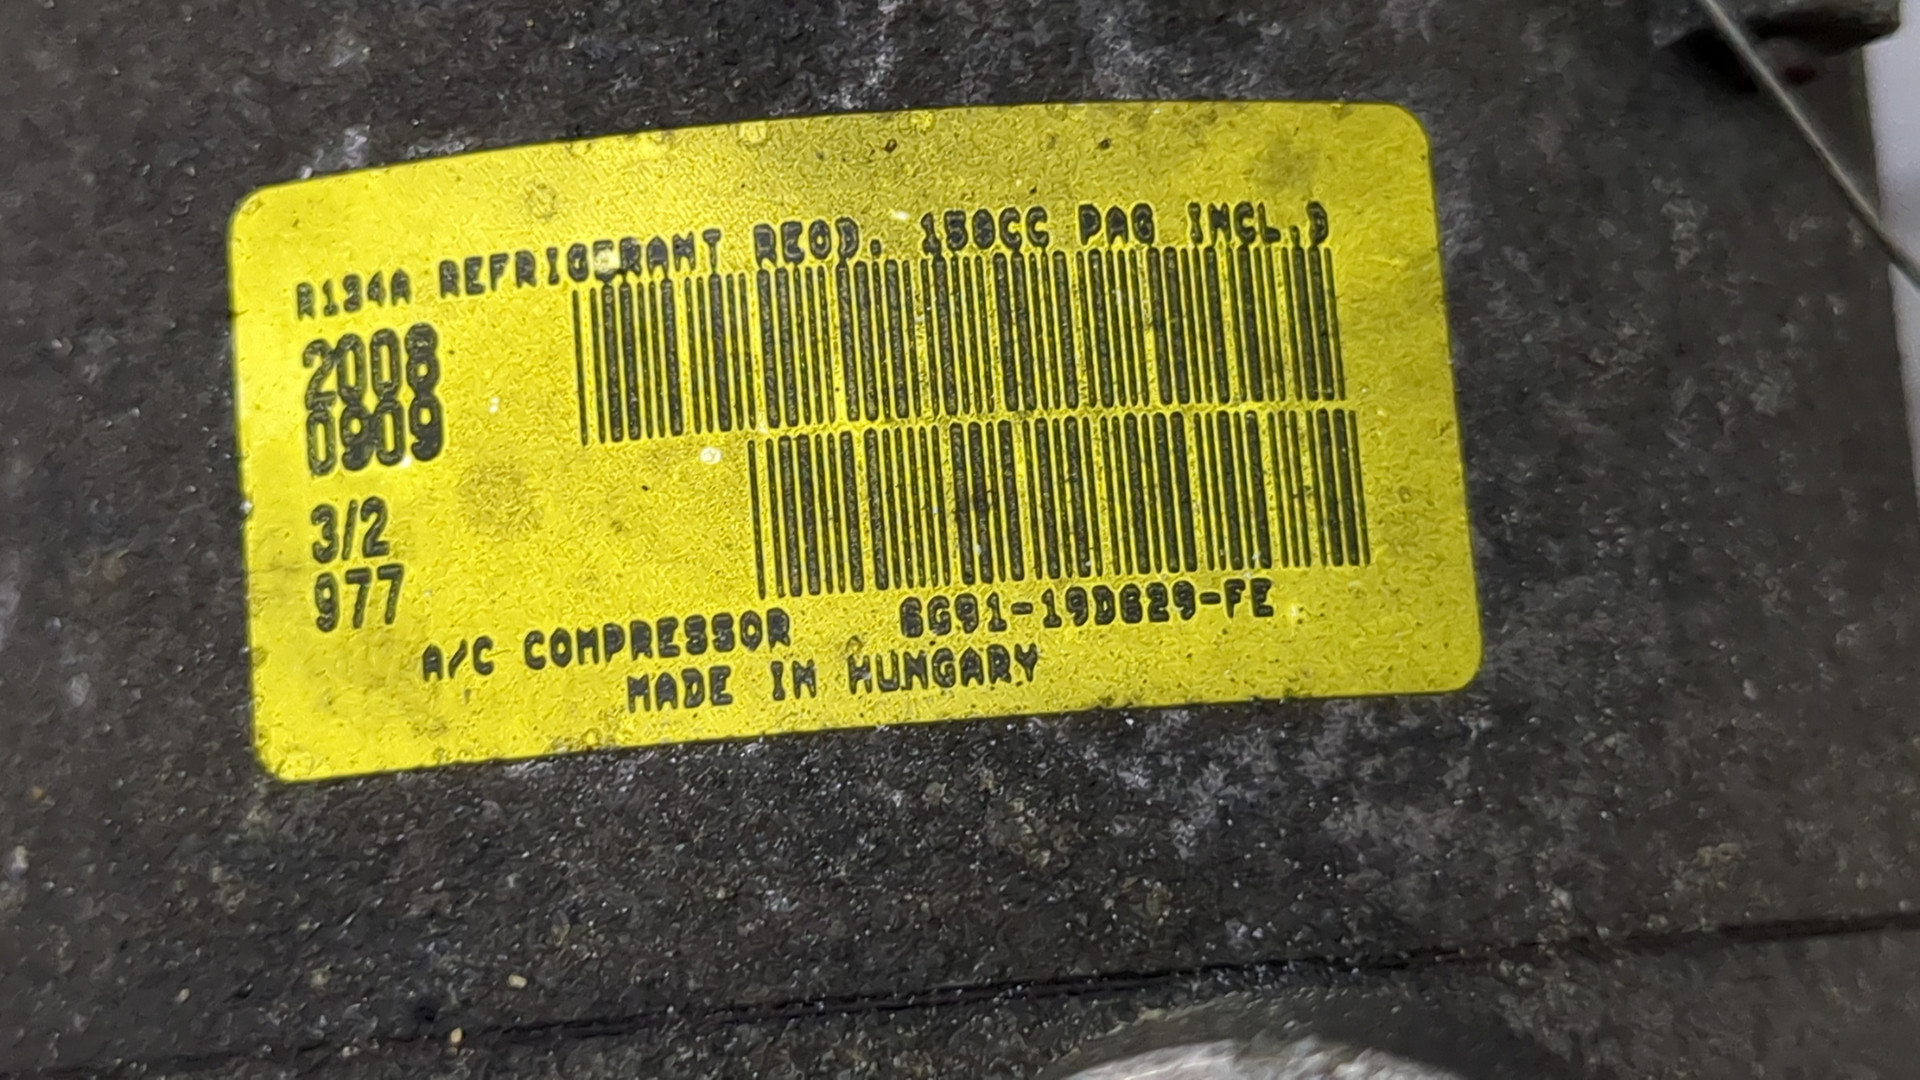 R134A REFRIGERANT REQD. 150CC PAG INCL.D
2008
0909
3/2
977
A/C COMPRESSOR 6G91-19D629-FE
MADE IN HUNGARY